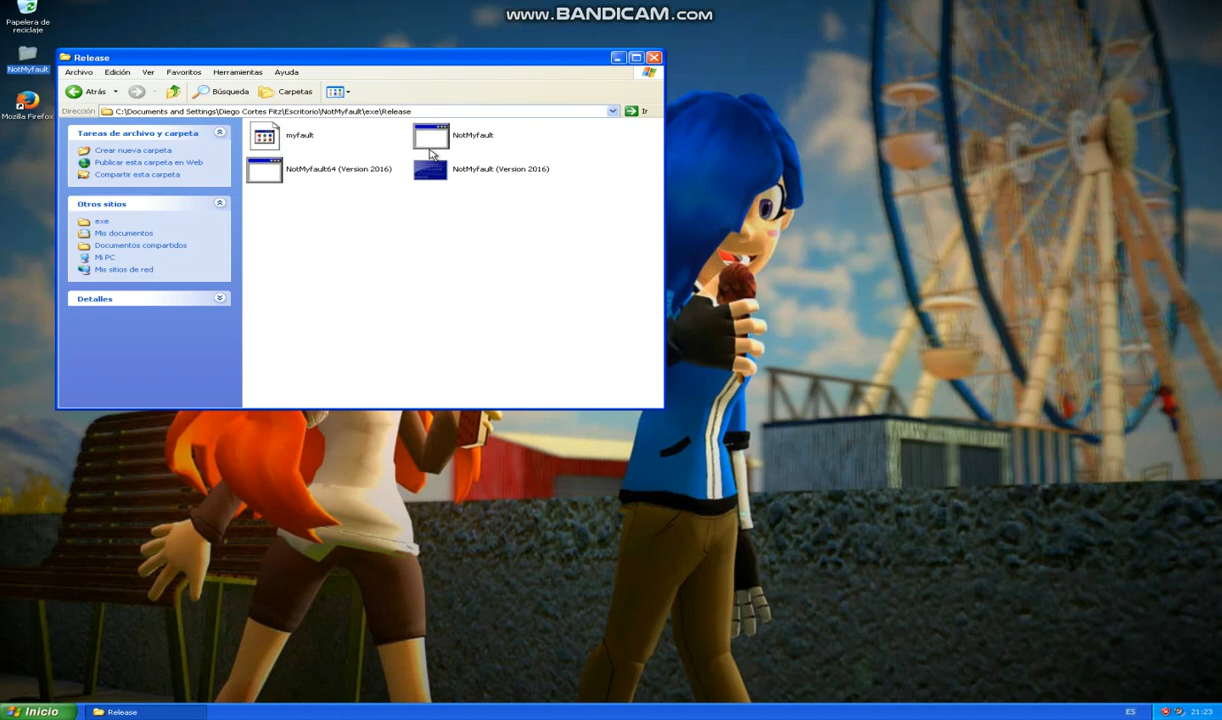 www.BANDICAM.com
Papelera de
reciclaje
NotMyfault
Mozilla Firefox
Release
Archivo Edición Ver Favoritos Herramientas Ayuda
Atrás Búsqueda Carpetas
Dirección C:\Documents and Settings\Diego Cortes Fitz\Escritorio\NotMyfault\exe\Release Ir
Tareas de archivo y carpeta
Crear nueva carpeta
Publicar esta carpeta en Web
Compartir esta carpeta
Otros sitios
exe
Mis documentos
Documentos compartidos
Mi PC
Mis sitios de red
Detalles
myfault
NotMyfault
NotMyfault64 (Version 2016)
NotMyfault (Version 2016)
Inicio
Release
ES
21:23